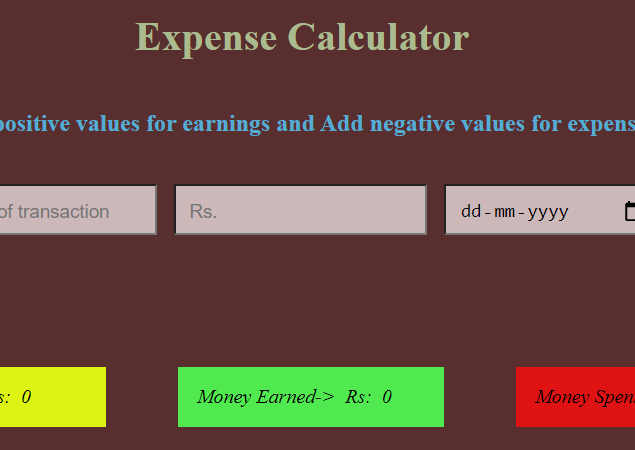 Expense Calculator
positive values for earnings and Add negative values for expens
of transaction Rs. dd-mm-yyyy
s: 0 Money Earned-> Rs: 0 Money Spen